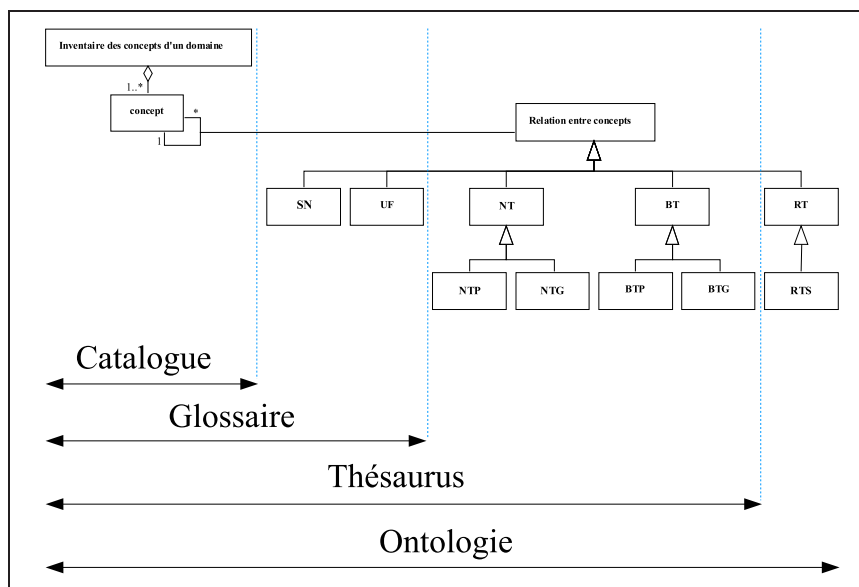 Inventaire des concepts d'un domaine
1..*
concept
*
1
Relation entre concepts
SN
UF
NT
BT
RT
NTP
NTG
BTP
BTG
RTS
Catalogue
Glossaire
Thésaurus
Ontologie